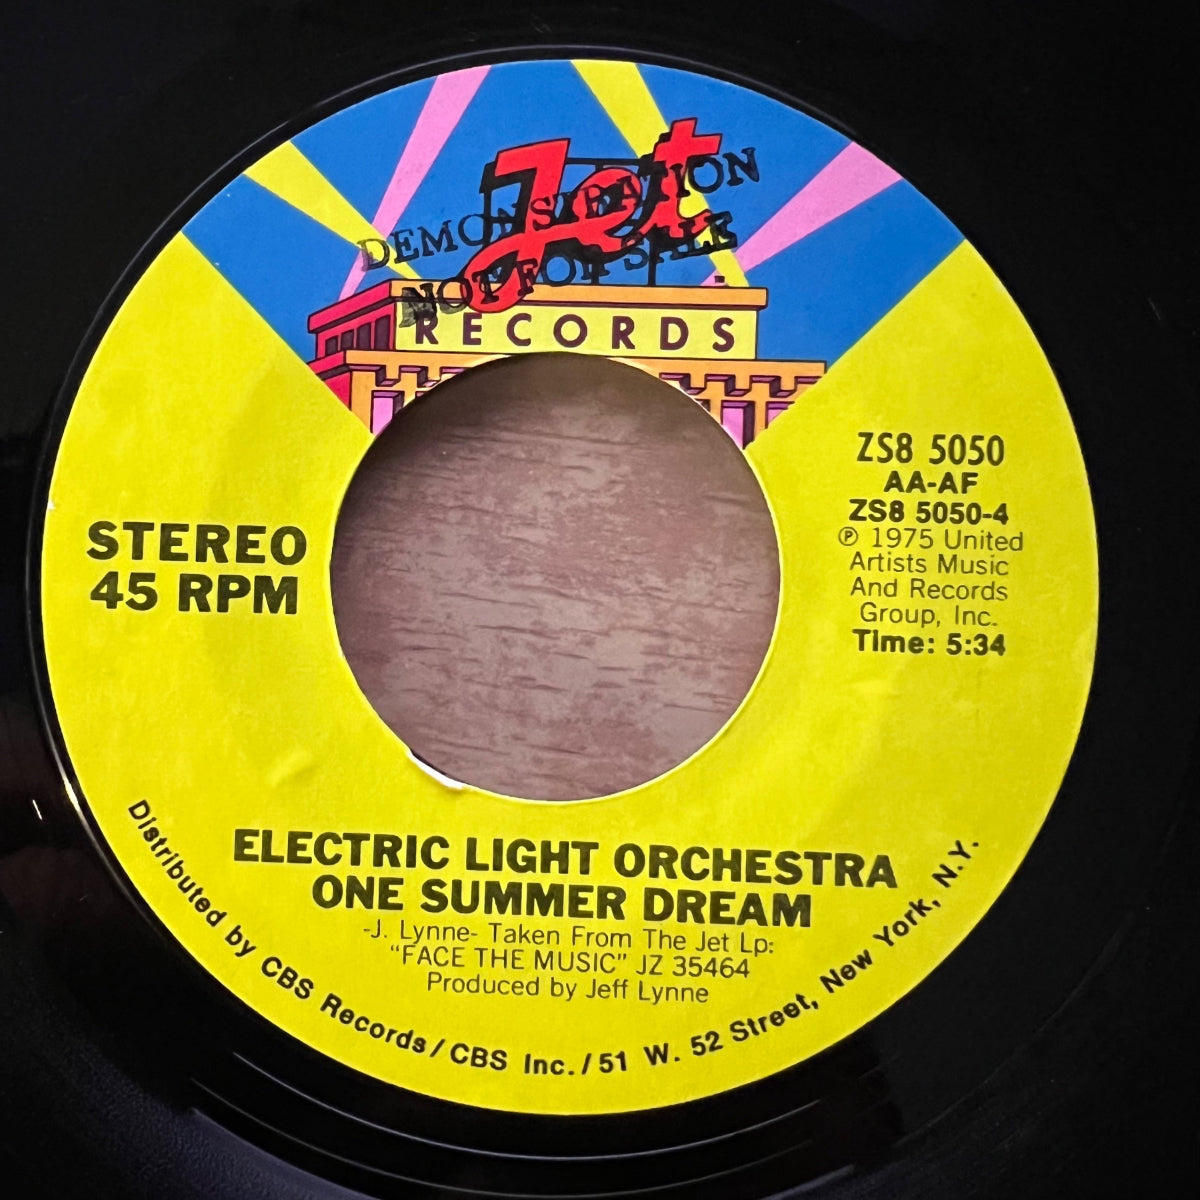 Jet
DEMONSTRATION
NOT FOR SALE
RECORDS
ZS8 5050
AA-AF
ZS8 5050-4
℗ 1975 United
Artists Music
And Records
Group, Inc.
Time: 5:34
STEREO
45 RPM
ELECTRIC LIGHT ORCHESTRA
ONE SUMMER DREAM
-J. Lynne- Taken From The Jet Lp:
"FACE THE MUSIC" JZ 35464
Produced by Jeff Lynne
Distributed by CBS Records/CBS Inc./51 W. 52 Street, New York, N.Y.